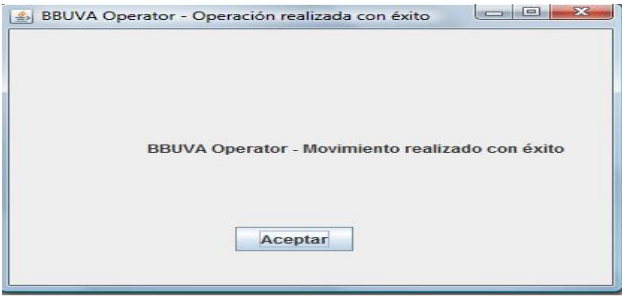 BBUVA Operator - Operación realizada con éxito
BBUVA Operator - Movimiento realizado con éxito
Aceptar